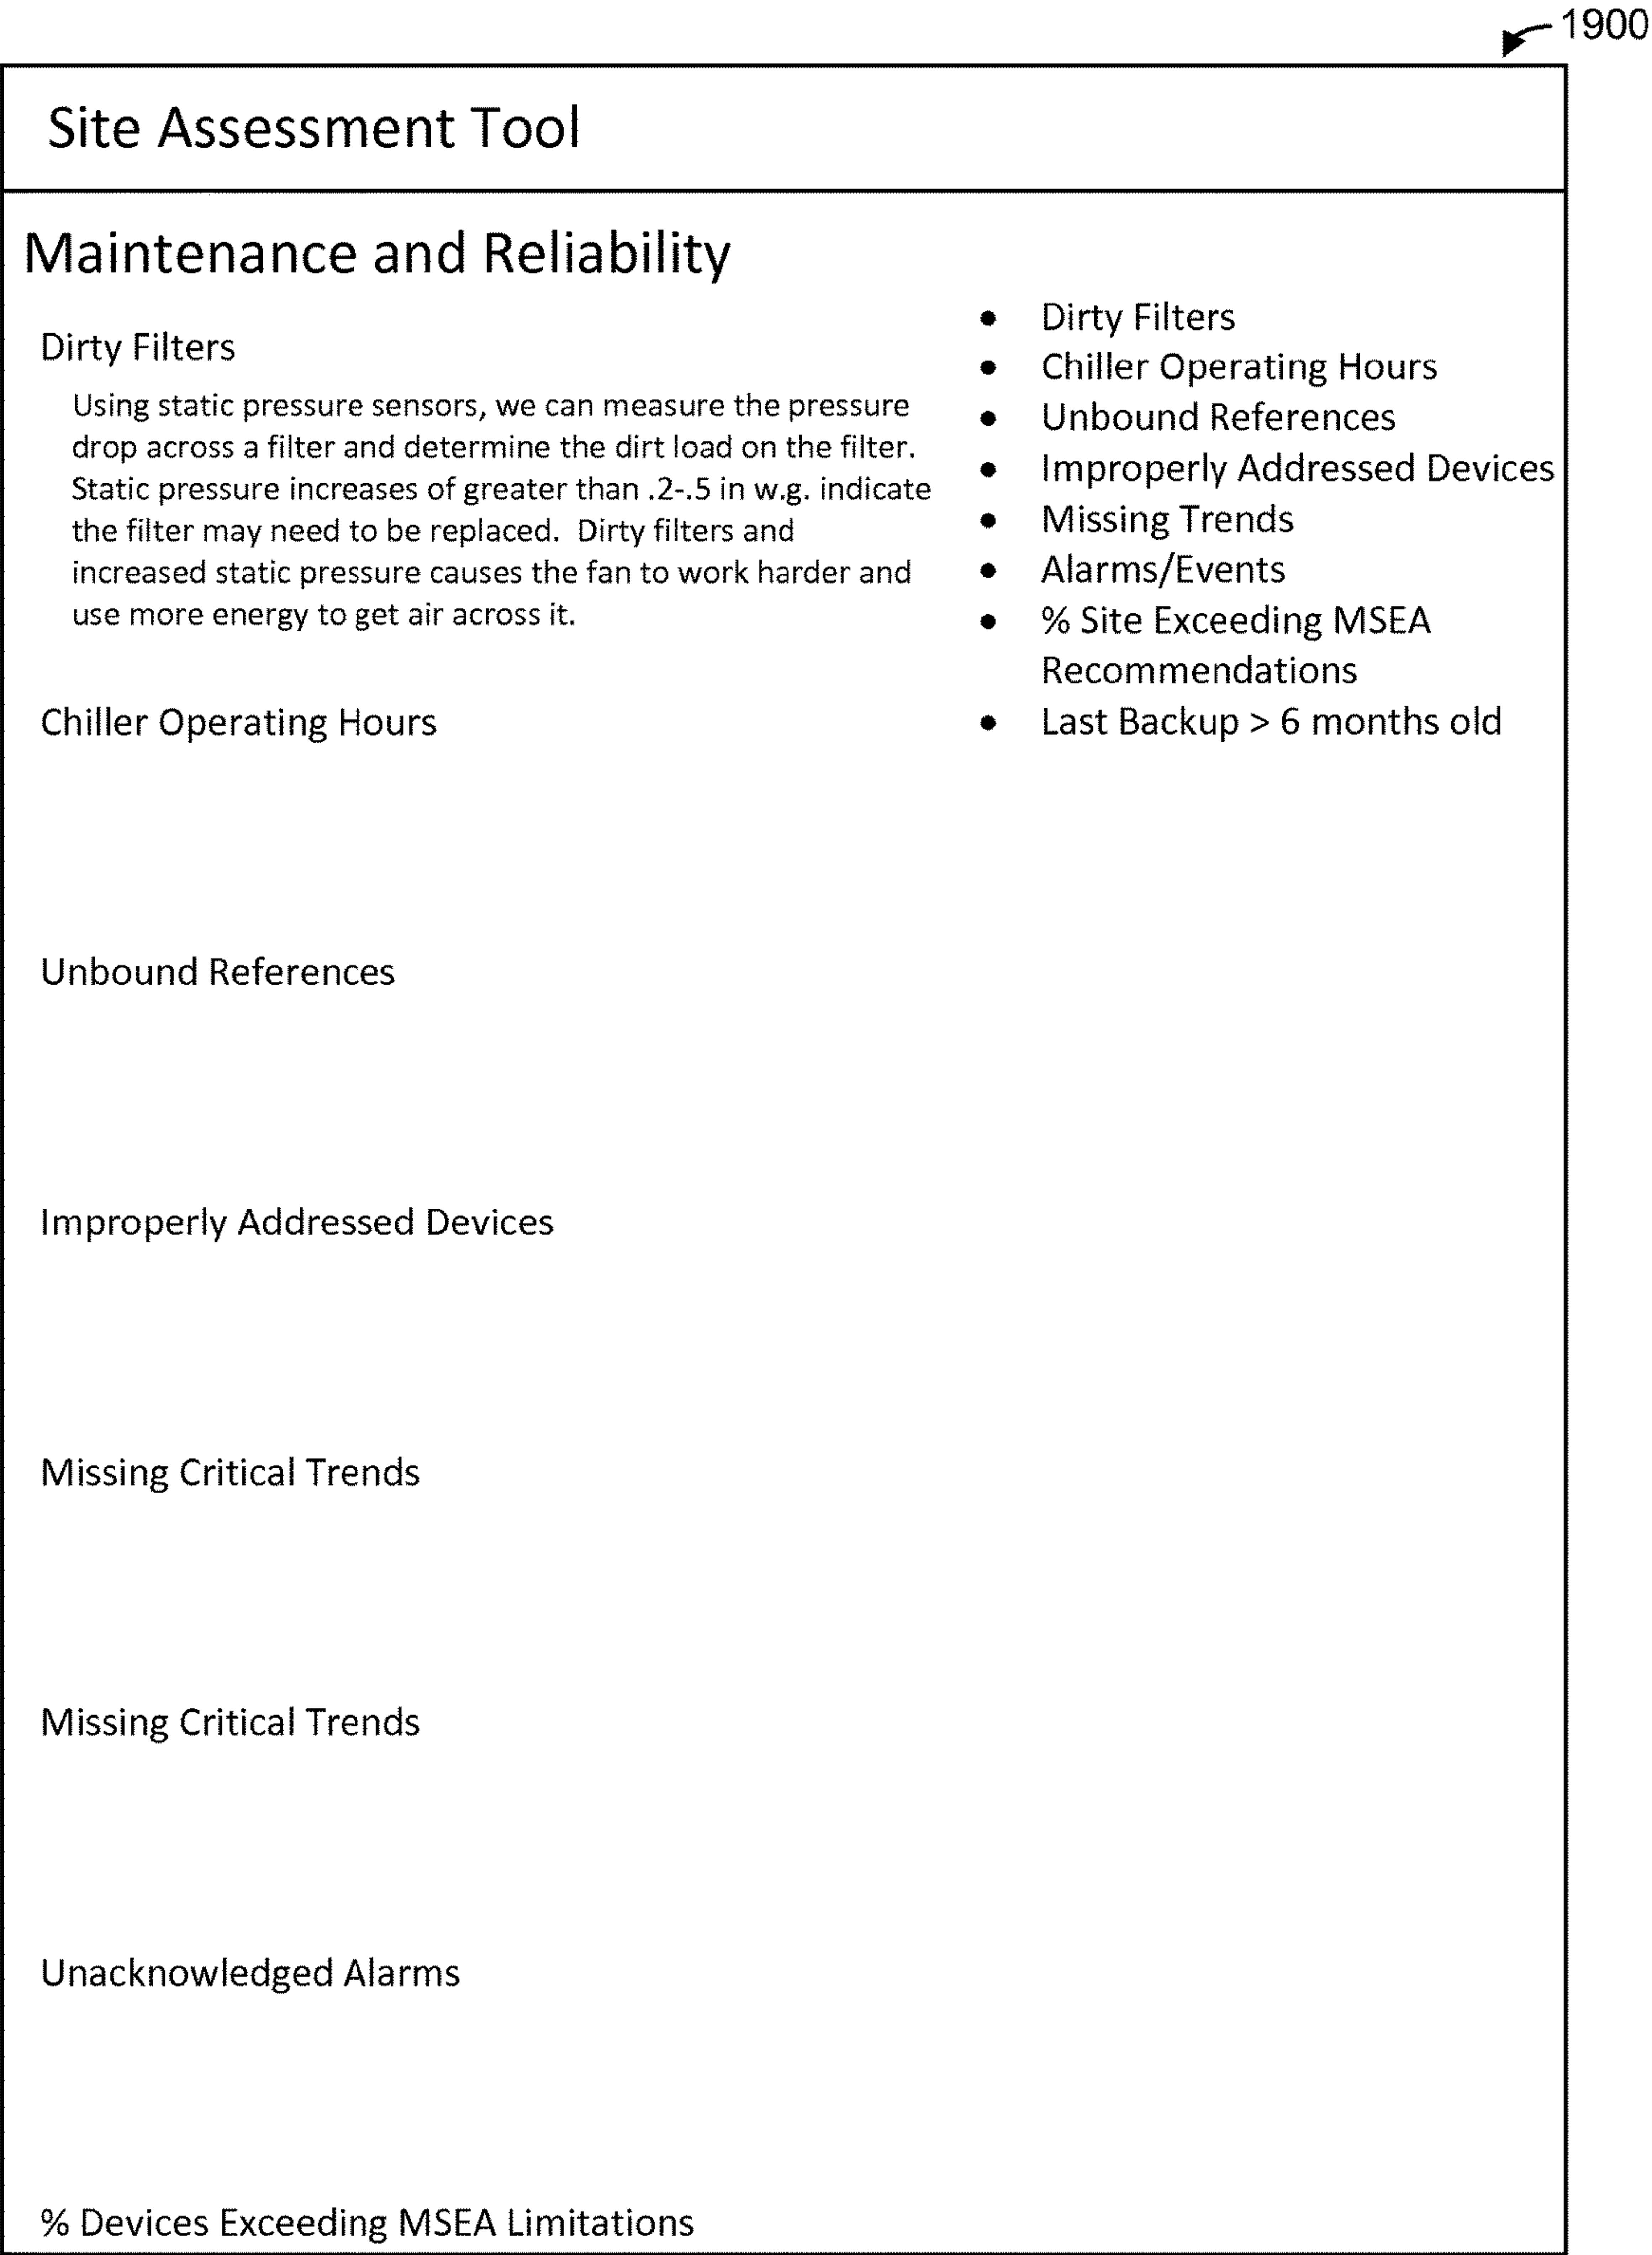 1900
Site Assessment Tool
Maintenance and Reliability
Dirty Filters
Using static pressure sensors, we can measure the pressure
drop across a filter and determine the dirt load on the filter.
Static pressure increases of greater than .2-.5 in w.g. indicate
the filter may need to be replaced.  Dirty filters and
increased static pressure causes the fan to work harder and
use more energy to get air across it.
Chiller Operating Hours
Unbound References
Improperly Addressed Devices
Missing Critical Trends
Missing Critical Trends
Unacknowledged Alarms
% Devices Exceeding MSEA Limitations
• Dirty Filters
• Chiller Operating Hours
• Unbound References
• Improperly Addressed Devices
• Missing Trends
• Alarms/Events
• % Site Exceeding MSEA
Recommendations
• Last Backup > 6 months old